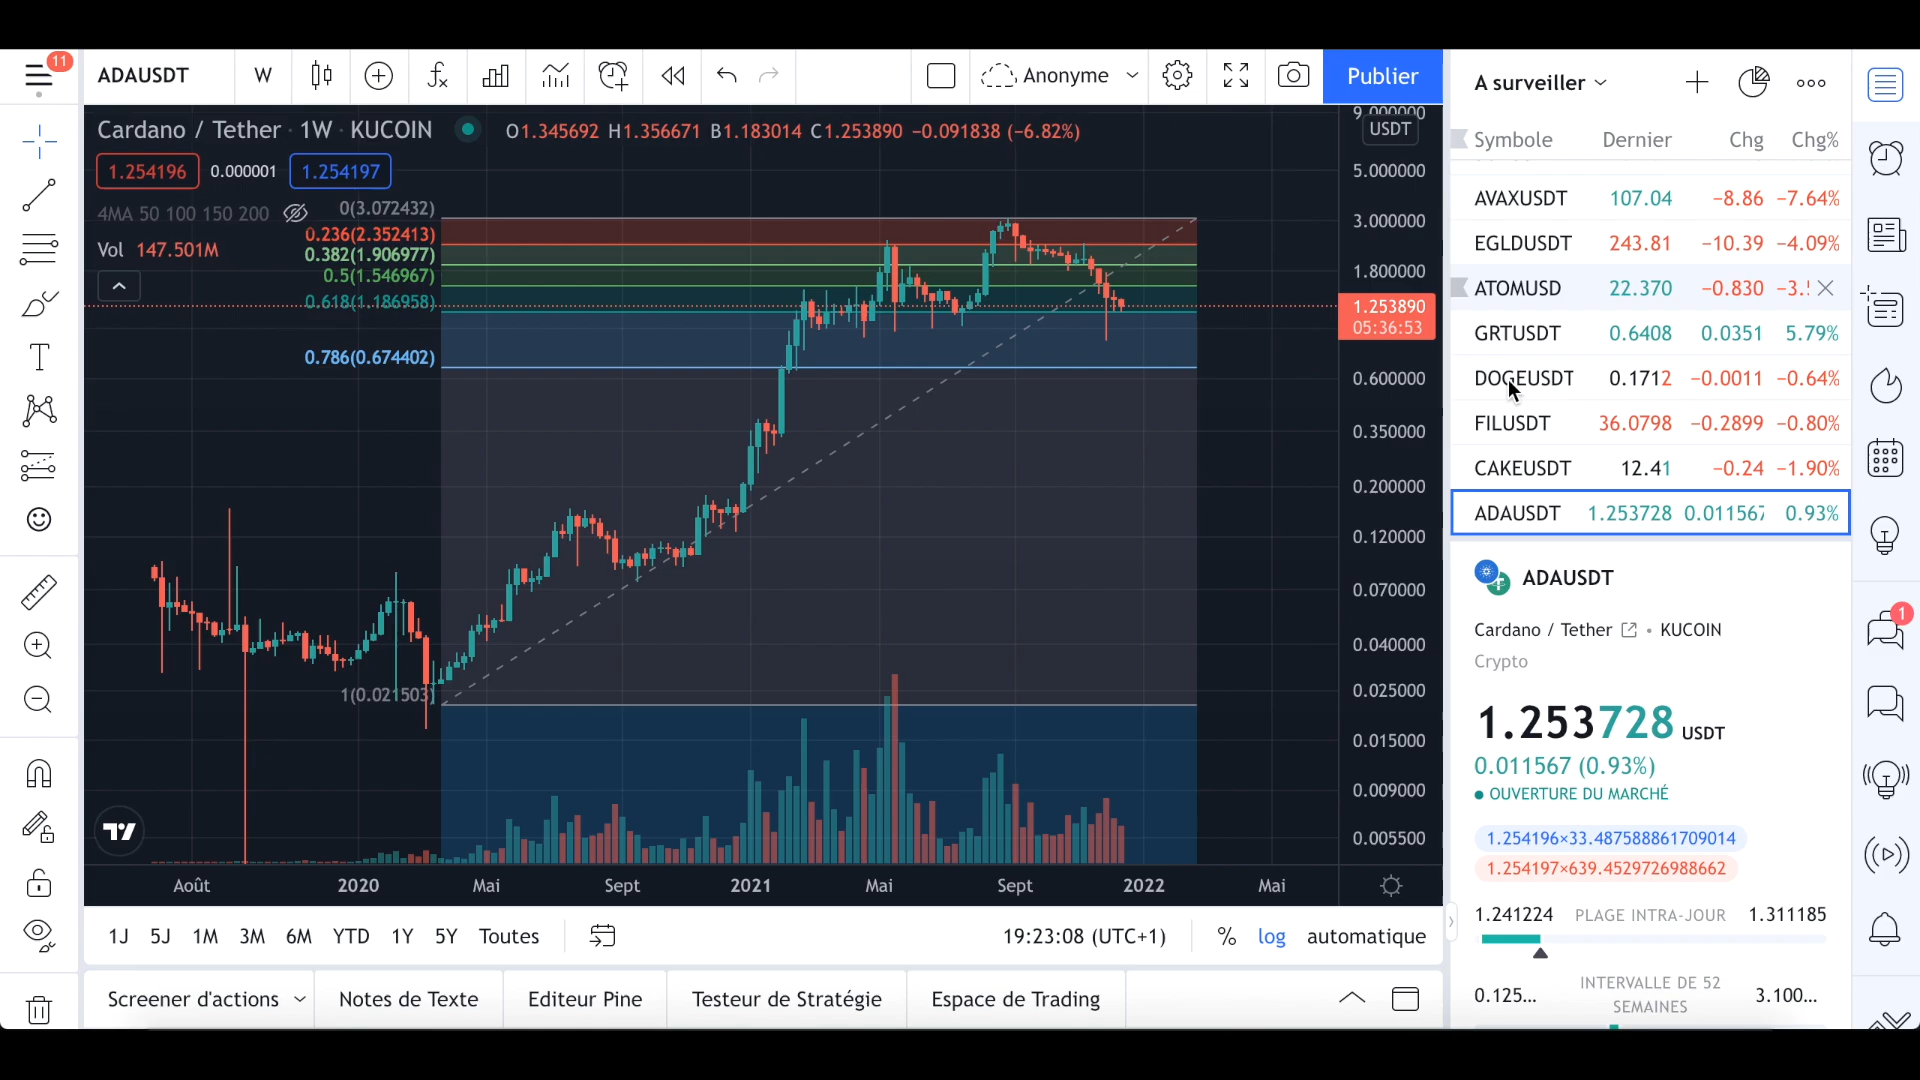 11
ADAUSDT
W
Anonyme
Publier
Cardano / Tether · 1W · KUCOIN
O1.345692 H1.356671 B1.183014 C1.253890 −0.091838 (−6.82%)
1.254196
0.000001
1.254197
4MA 50 100 150 200
Vol 147.501M
0(3.072432)
0.236(2.352413)
0.382(1.906977)
0.5(1.546967)
0.618(1.186958)
0.786(0.674402)
1(0.021503)
9.000000
USDT
5.000000
3.000000
1.800000
1.253890
05:36:53
0.600000
0.350000
0.200000
0.120000
0.070000
0.040000
0.025000
0.015000
0.009000
0.005500
Août 2020 Mai Sept 2021 Mai Sept 2022 Mai
1J 5J 1M 3M 6M YTD 1Y 5Y Toutes
19:23:08 (UTC+1)
% log automatique
Screener d'actions
Notes de Texte
Editeur Pine
Testeur de Stratégie
Espace de Trading
A surveiller
Symbole Dernier Chg Chg%
AVAXUSDT 107.04 −8.86 −7.64%
EGLDUSDT 243.81 −10.39 −4.09%
ATOMUSD 22.370 −0.830
GRTUSDT 0.6408 0.0351 5.79%
DOGEUSDT 0.1712 −0.0011 −0.64%
FILUSDT 36.0798 −0.2899 −0.80%
CAKEUSDT 12.41 −0.24 −1.90%
ADAUSDT 1.253728 0.011567 0.93%
ADAUSDT
Cardano / Tether • KUCOIN
Crypto
1.253728 USDT
0.011567 (0.93%)
OUVERTURE DU MARCHÉ
1.254196×33.487588861709014
1.254197×639.4529726988662
1.241224 PLAGE INTRA-JOUR 1.311185
0.125... INTERVALLE DE 52 SEMAINES 3.100...
1